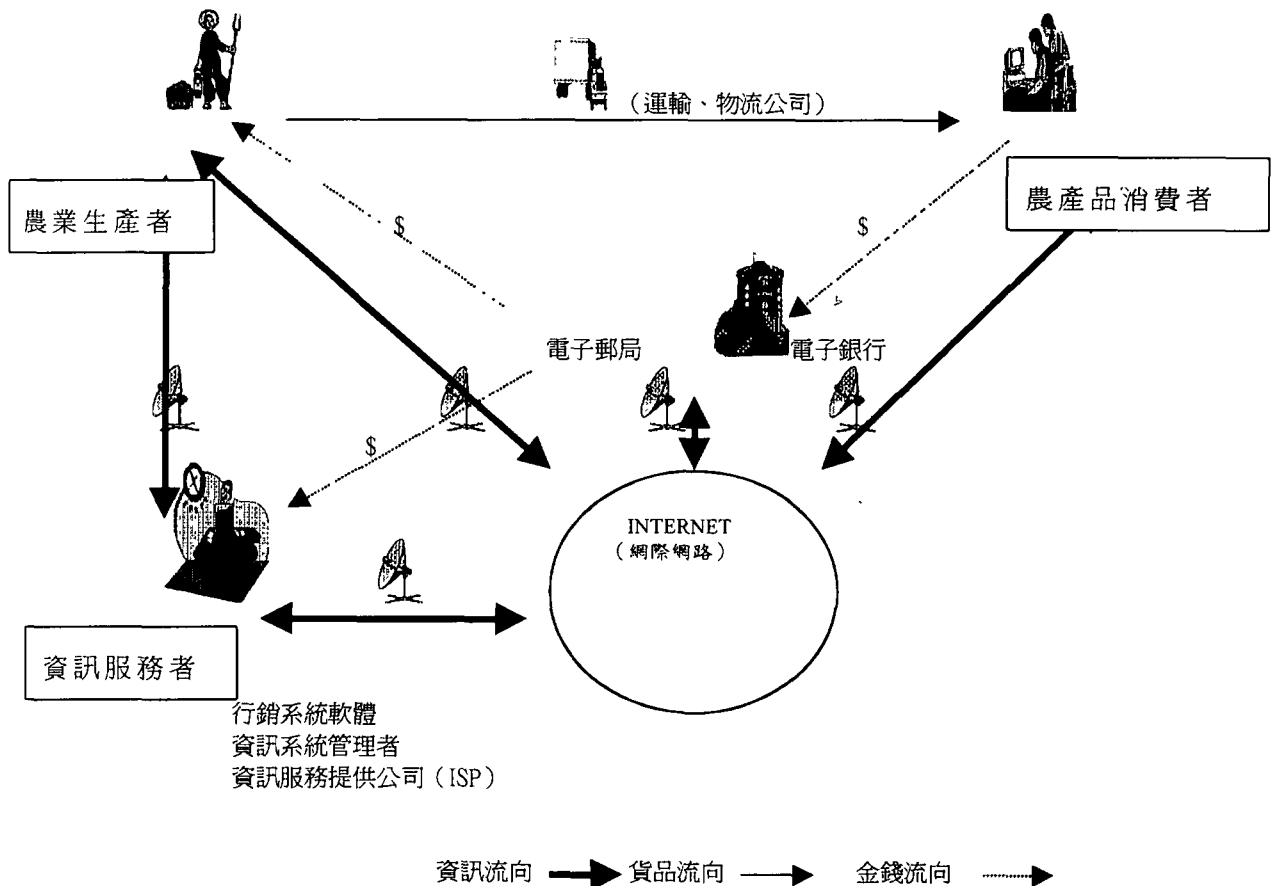 （運輸、物流公司）
農業生產者
農產品消費者
$
$
電子郵局
電子銀行
$
INTERNET
（網際網路）
資訊服務者
行銷系統軟體
資訊系統管理者
資訊服務提供公司（ISP）
資訊流向 貨品流向 金錢流向